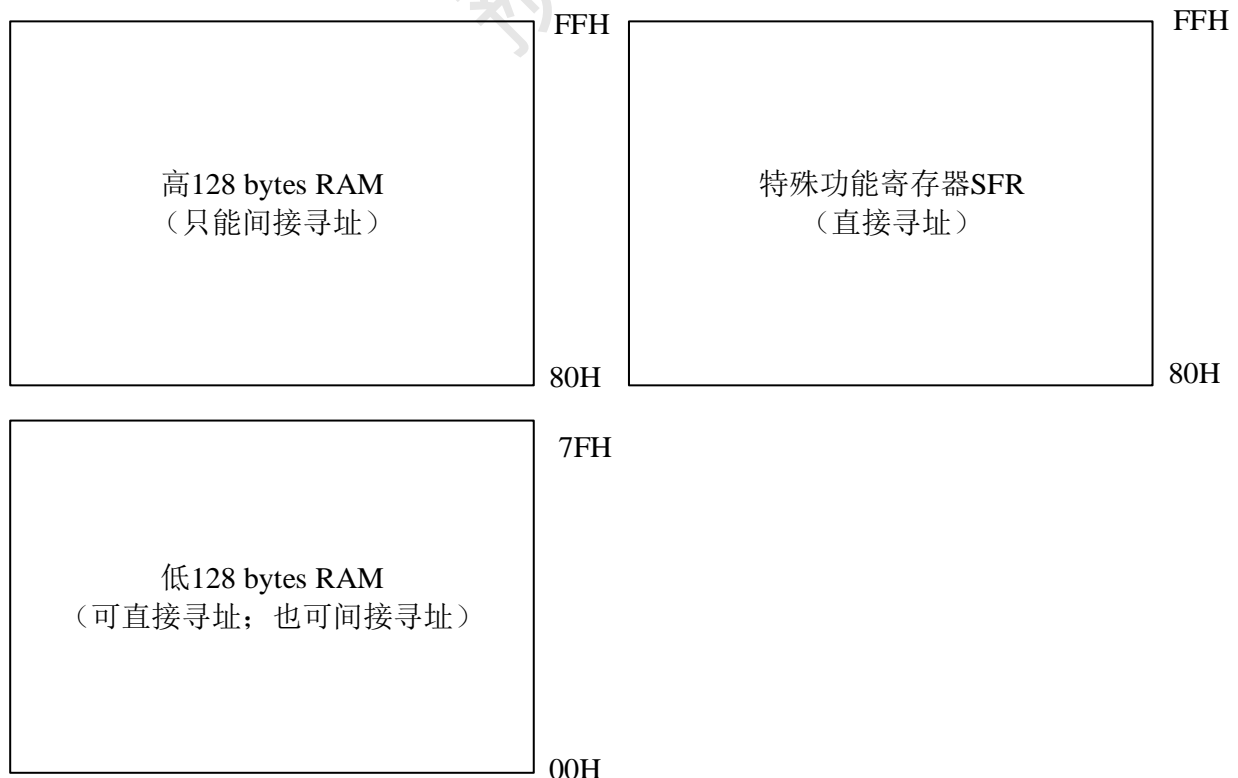 FFH
FFH
高128 bytes RAM
（只能间接寻址）
特殊功能寄存器SFR
（直接寻址）
80H
80H
7FH
低128 bytes RAM
（可直接寻址；也可间接寻址）
00H